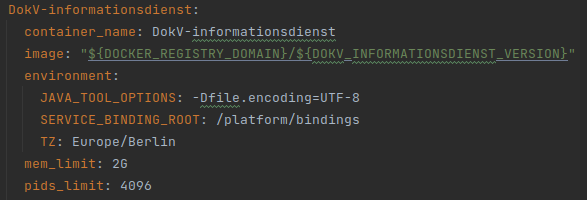 DokV-informationsdienst:
container_name: DokV-informationsdienst
image: "${DOCKER_REGISTRY_DOMAIN}/${DOKV_INFORMATIONSDIENST_VERSION}"
environment:
JAVA_TOOL_OPTIONS: -Dfile.encoding=UTF-8
SERVICE_BINDING_ROOT: /platform/bindings
TZ: Europe/Berlin
mem_limit: 2G
pids_limit: 4096